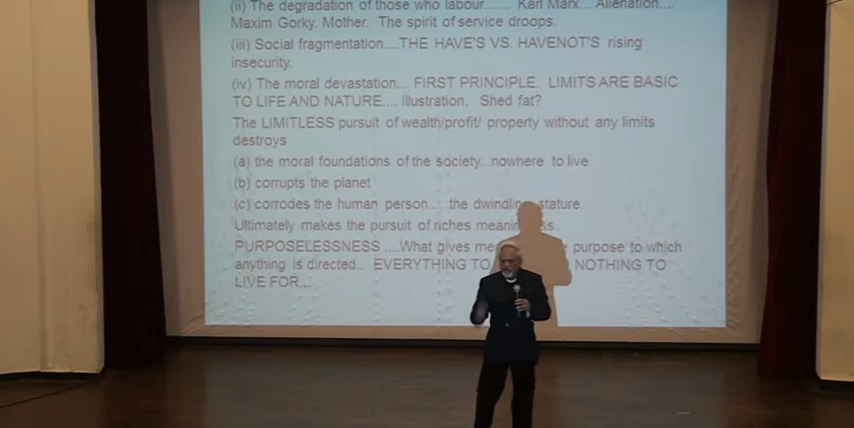 (ii) The degradation of those who labour....... Karl Marx... Alienation....
Maxim Gorky. Mother. The spirit of service droops.
(iii) Social fragmentation....THE HAVE'S VS. HAVENOT'S rising
insecurity.
(iv) The moral devastation... FIRST PRINCIPLE. LIMITS ARE BASIC
TO LIFE AND NATURE.... Illustration. Shed fat?
The LIMITLESS pursuit of wealth/profit/ property without any limits
destroys
(a) the moral foundations of the society...nowhere to live
(b) corrupts the planet
(c) corrodes the human person.... the dwindling stature.
Ultimately makes the pursuit of riches
PURPOSELESSNESS ....What gives purpose to which
anything is directed.. EVERYTHING TO NOTHING TO
LIVE FOR....